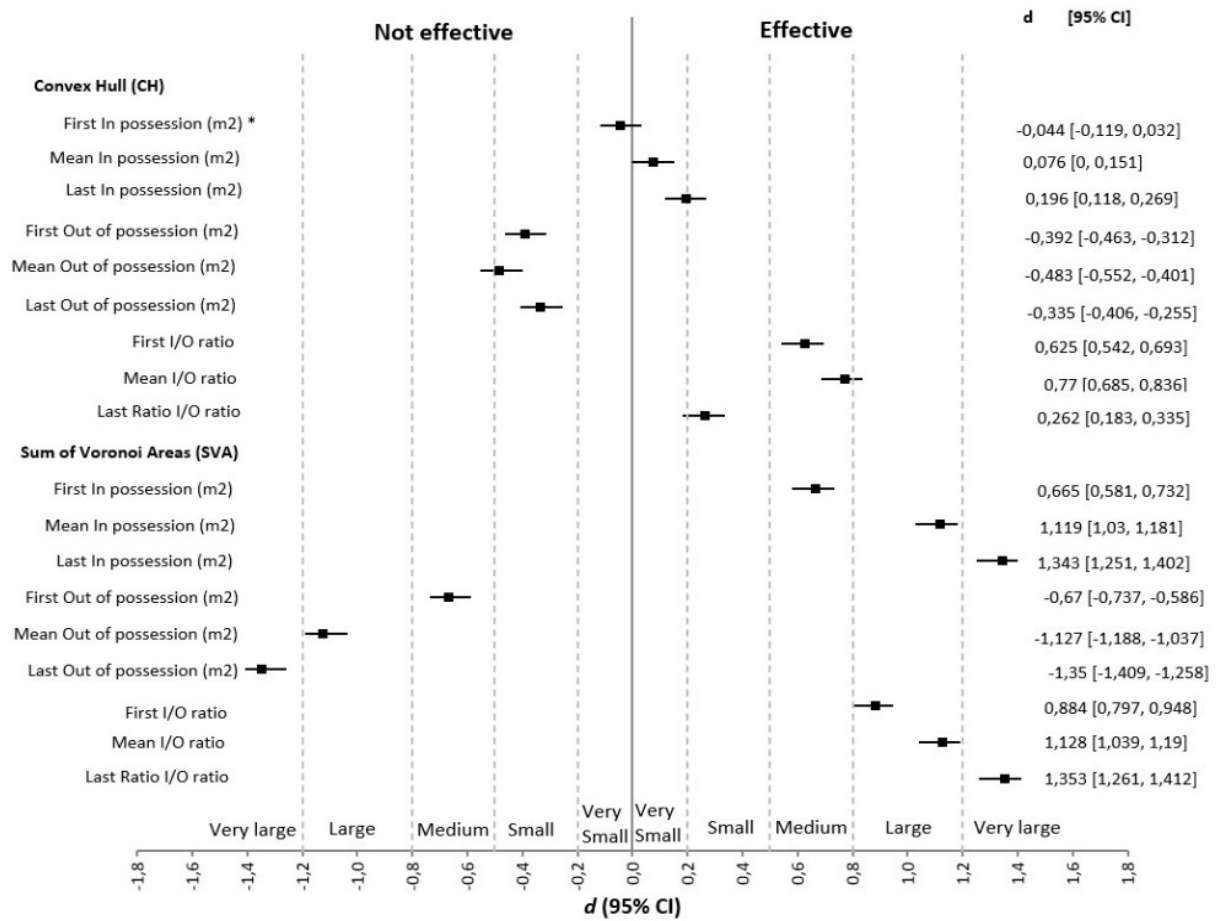 Not effective Effective d [95% CI]
Convex Hull (CH)
First In possession (m2) * -0,044 [-0,119, 0,032]
Mean In possession (m2) 0,076 [0, 0,151]
Last In possession (m2) 0,196 [0,118, 0,269]
First Out of possession (m2) -0,392 [-0,463, -0,312]
Mean Out of possession (m2) -0,483 [-0,552, -0,401]
Last Out of possession (m2) -0,335 [-0,406, -0,255]
First I/O ratio 0,625 [0,542, 0,693]
Mean I/O ratio 0,77 [0,685, 0,836]
Last Ratio I/O ratio 0,262 [0,183, 0,335]
Sum of Voronoi Areas (SVA)
First In possession (m2) 0,665 [0,581, 0,732]
Mean In possession (m2) 1,119 [1,03, 1,181]
Last In possession (m2) 1,343 [1,251, 1,402]
First Out of possession (m2) -0,67 [-0,737, -0,586]
Mean Out of possession (m2) -1,127 [-1,188, -1,037]
Last Out of possession (m2) -1,35 [-1,409, -1,258]
First I/O ratio 0,884 [0,797, 0,948]
Mean I/O ratio 1,128 [1,039, 1,19]
Last Ratio I/O ratio 1,353 [1,261, 1,412]
Very large Large Medium Small Very Small Very Small Small Medium Large Very large
-1,8 -1,6 -1,4 -1,2 -1,0 -0,8 -0,6 -0,4 -0,2 0,0 0,2 0,4 0,6 0,8 1,0 1,2 1,4 1,6 1,8
d (95% CI)